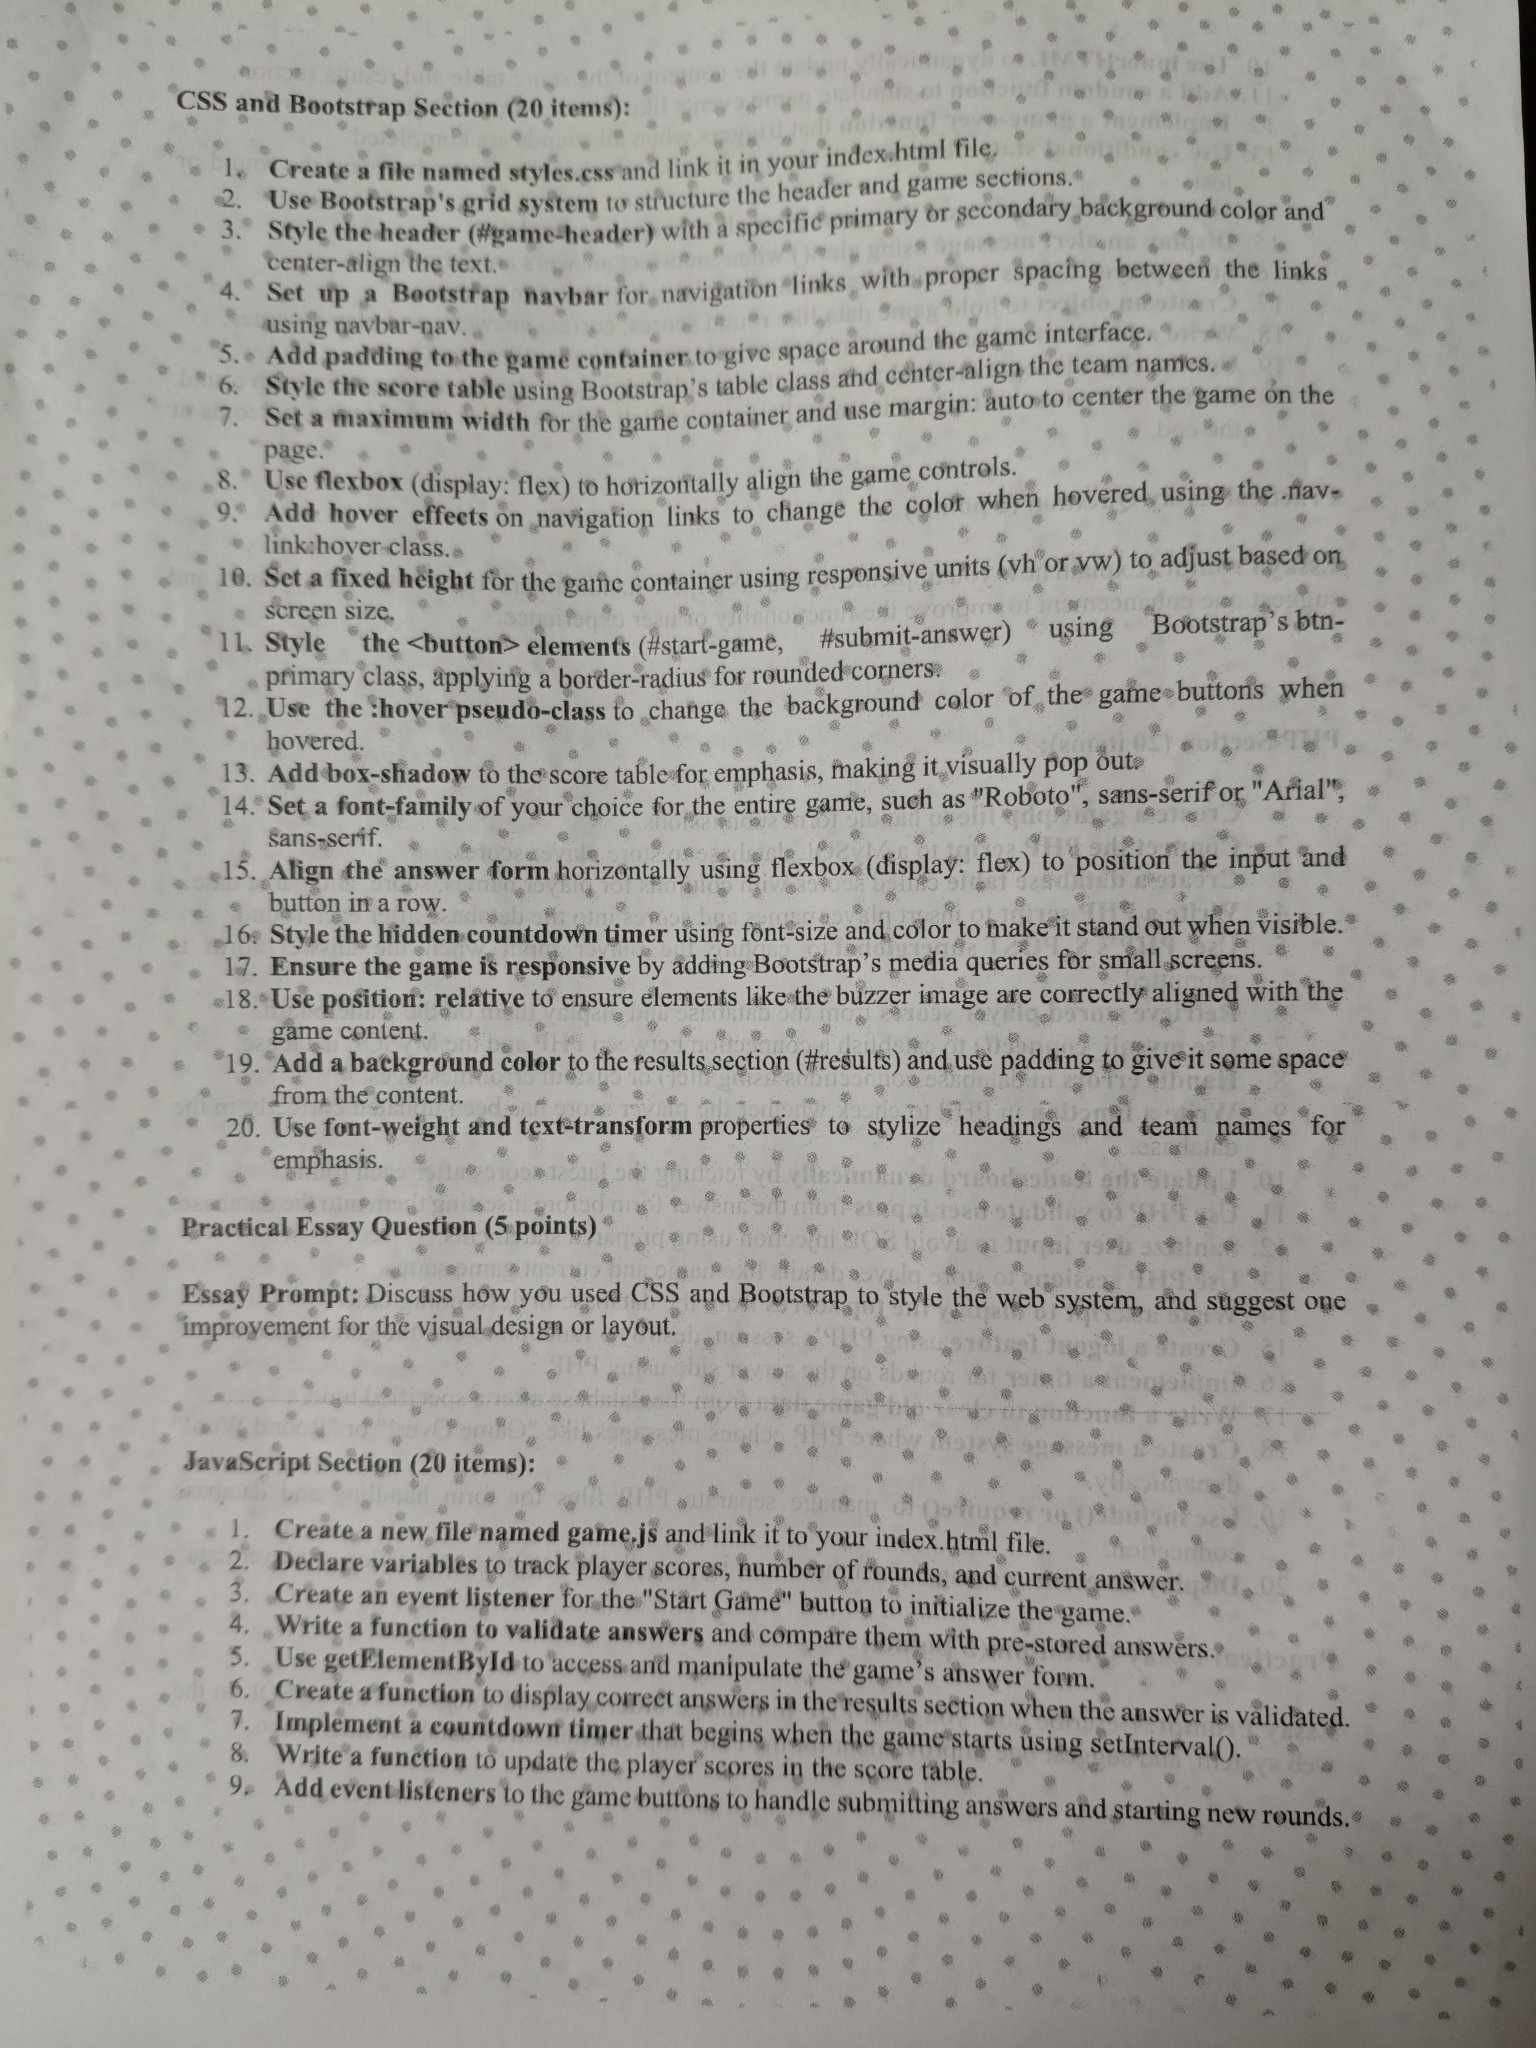 CSS and Bootstrap Section (20 items):
1. Create a file named styles.css and link it in your index.html file.
2. Use Bootstrap's grid system to structure the header and game sections.
3. Style the header (#game-header) with a specific primary or secondary background color and
center-align the text.
4. Set up a Bootstrap navbar for navigation links with proper spacing between the links
using navbar-nav.
5. Add padding to the game container to give space around the game interface.
6. Style the score table using Bootstrap's table class and center-align the team names.
7. Set a maximum width for the game container and use margin: auto to center the game on the
page.
8. Use flexbox (display: flex) to horizontally align the game controls.
9. Add hover effects on navigation links to change the color when hovered using the .nav-
link:hover class.
10. Set a fixed height for the game container using responsive units (vh or vw) to adjust based on
screen size.
11. Style the <button> elements (#start-game, #submit-answer) using Bootstrap's btn-
primary class, applying a border-radius for rounded corners.
12. Use the :hover pseudo-class to change the background color of the game buttons when
hovered.
13. Add box-shadow to the score table for emphasis, making it visually pop out.
14. Set a font-family of your choice for the entire game, such as "Roboto", sans-serif or "Arial",
sans-serif.
15. Align the answer form horizontally using flexbox (display: flex) to position the input and
button in a row.
16. Style the hidden countdown timer using font-size and color to make it stand out when visible.
17. Ensure the game is responsive by adding Bootstrap's media queries for small screens.
18. Use position: relative to ensure elements like the buzzer image are correctly aligned with the
game content.
19. Add a background color to the results section (#results) and use padding to give it some space
from the content.
20. Use font-weight and text-transform properties to stylize headings and team names for
emphasis.
Practical Essay Question (5 points)
Essay Prompt: Discuss how you used CSS and Bootstrap to style the web system, and suggest one
improvement for the visual design or layout.
JavaScript Section (20 items):
1. Create a new file named game.js and link it to your index.html file.
2. Declare variables to track player scores, number of rounds, and current answer.
3. Create an event listener for the "Start Game" button to initialize the game.
4. Write a function to validate answers and compare them with pre-stored answers.
5. Use getElementById to access and manipulate the game's answer form.
6. Create a function to display correct answers in the results section when the answer is validated.
7. Implement a countdown timer that begins when the game starts using setInterval().
8. Write a function to update the player scores in the score table.
9. Add event listeners to the game buttons to handle submitting answers and starting new rounds.